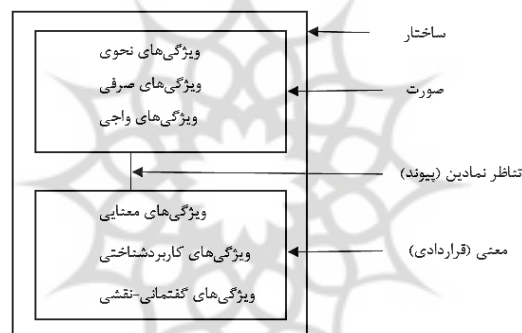 ساختار
ویژگی‌های نحوی
ویژگی‌های صرفی
صورت
ویژگی‌های واجی
تناظر نمادین (پیوند)
ویژگی‌های معنایی
معنی (قراردادی)
ویژگی‌های کاربردشناختی
ویژگی‌های گفتمانی-نقشی